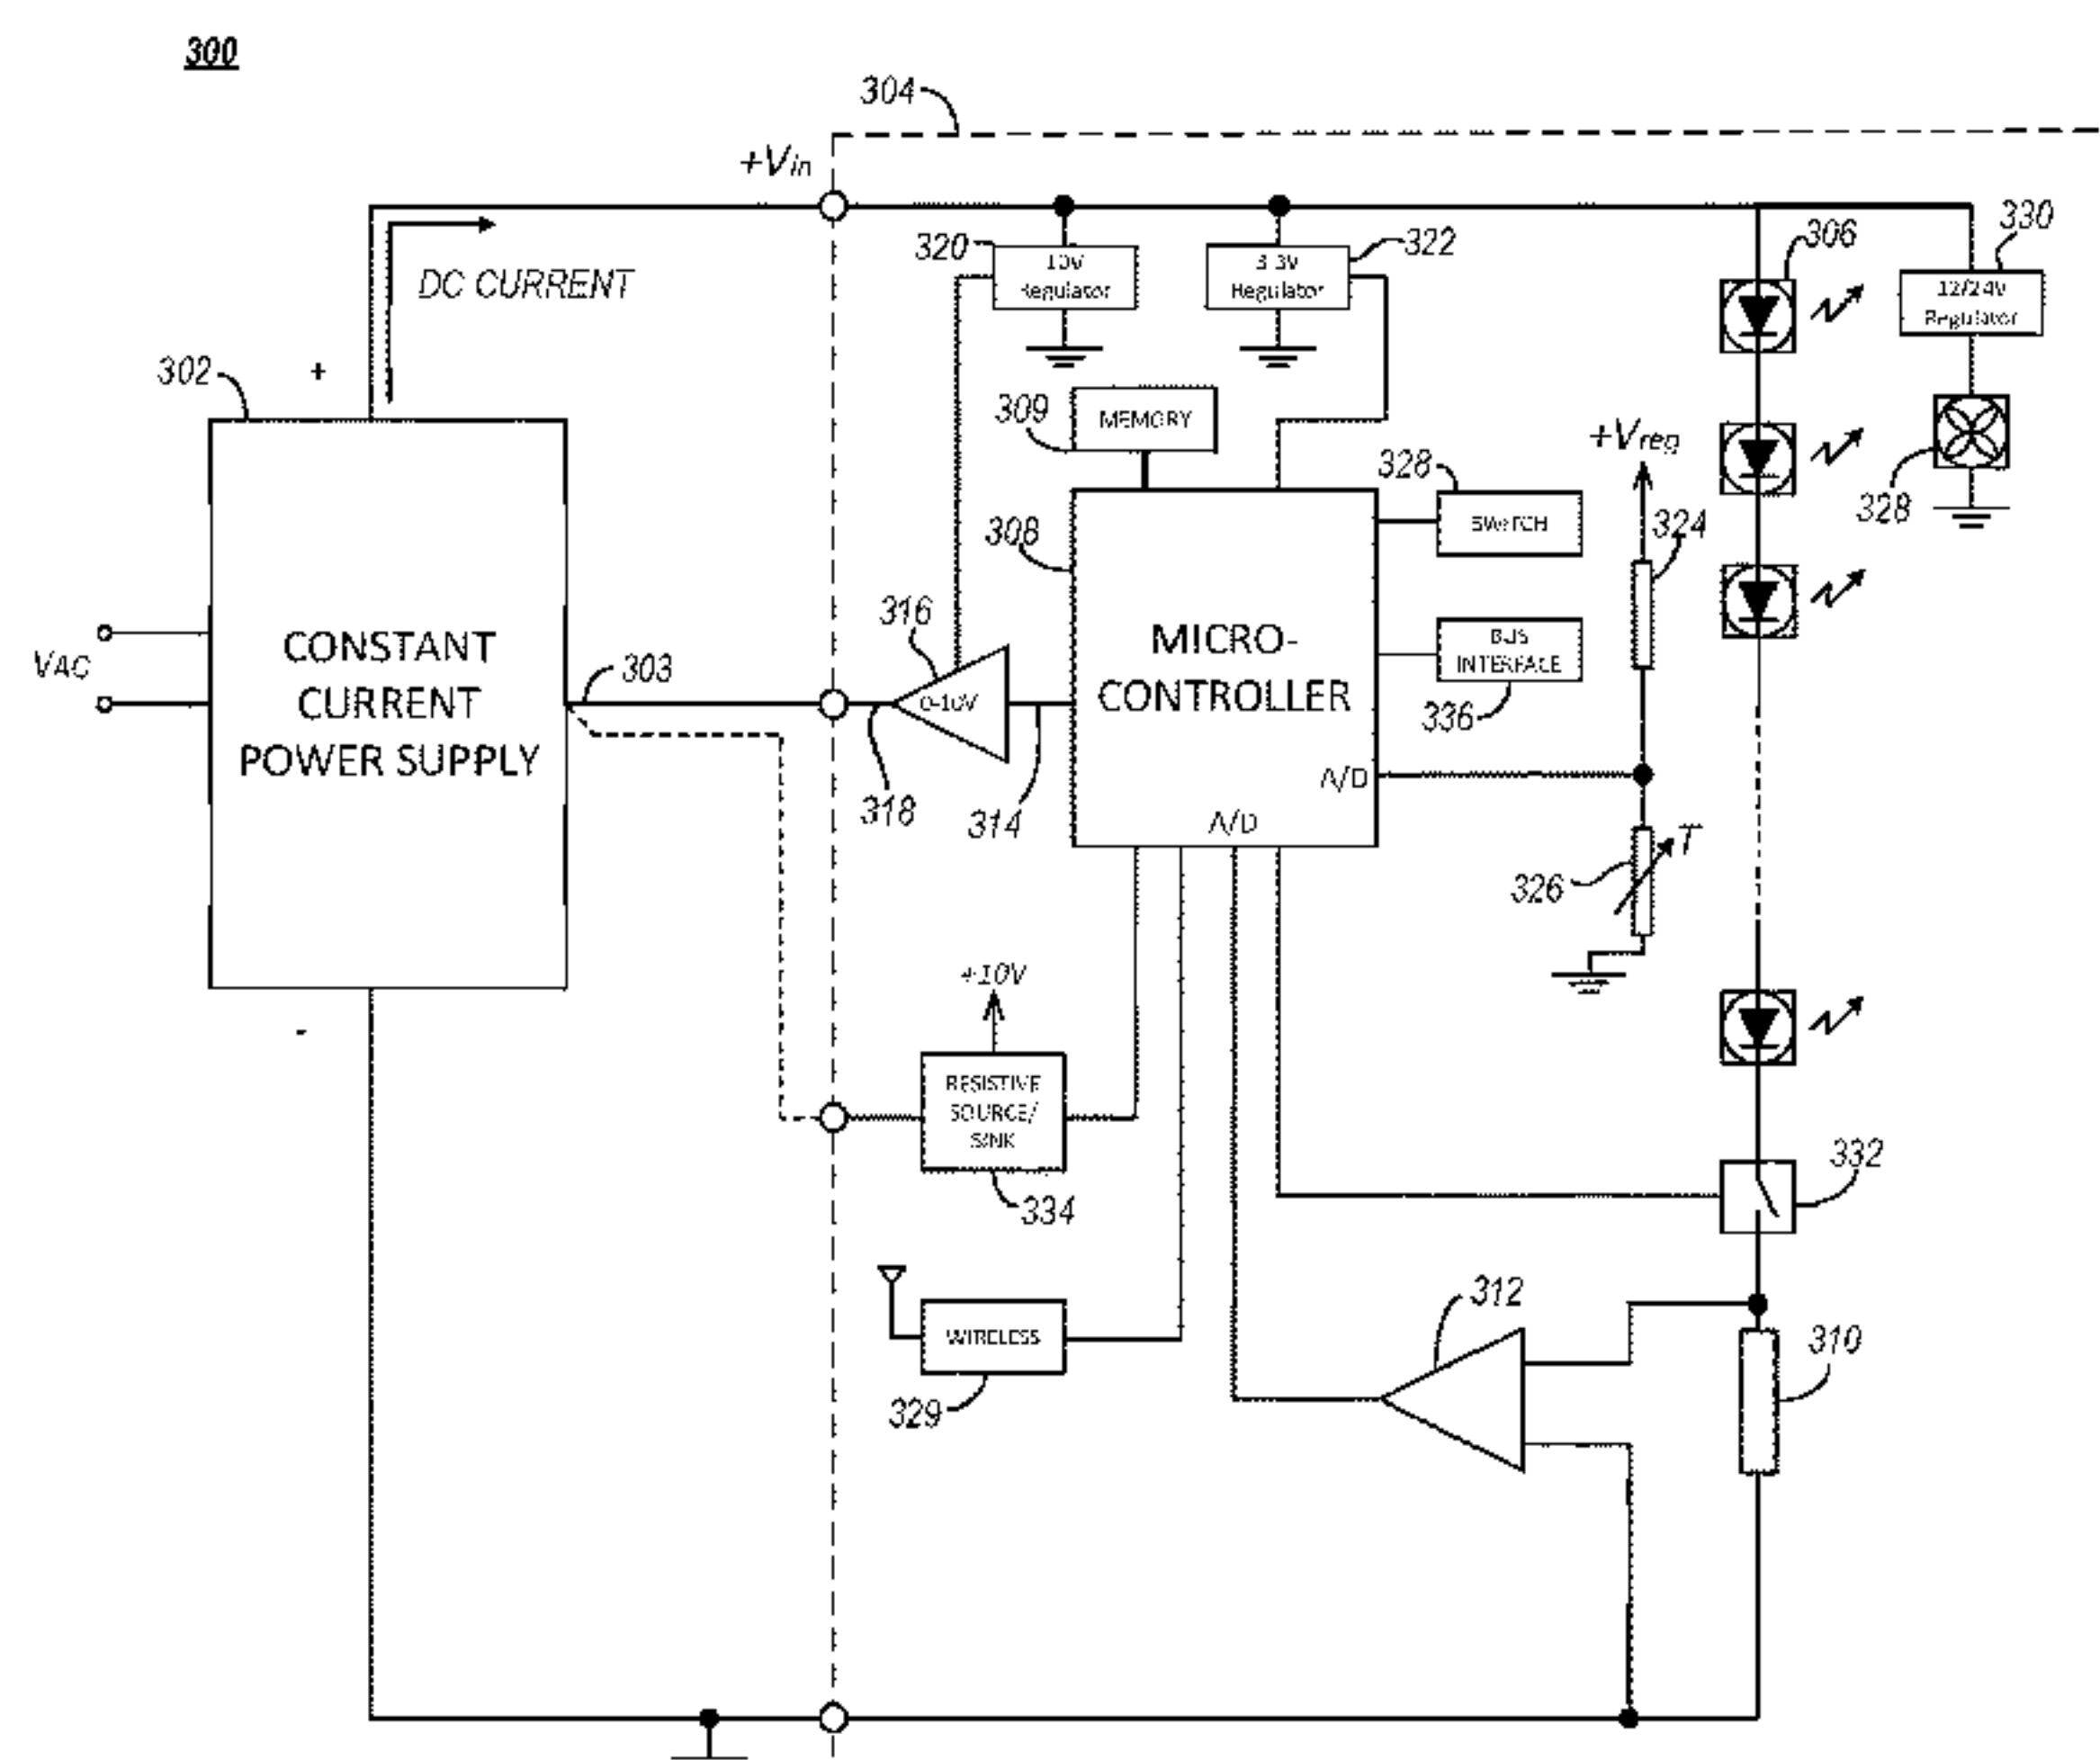 300
304
+Vin
DC CURRENT
320
10V
Regulator
3.3V
Regulator
322
306
330
12/24V
Regulator
302
+
309
MEMORY
+Vreg
328
SWITCH
324
328
308
316
CONSTANT
CURRENT
POWER SUPPLY
VAC
303
0-10V
MICRO-
CONTROLLER
BUS
INTERFACE
336
318
314
A/D
A/D
T
326
+10V
-
RESISTIVE
SOURCE/
SINK
334
332
WIRELESS
329
312
310